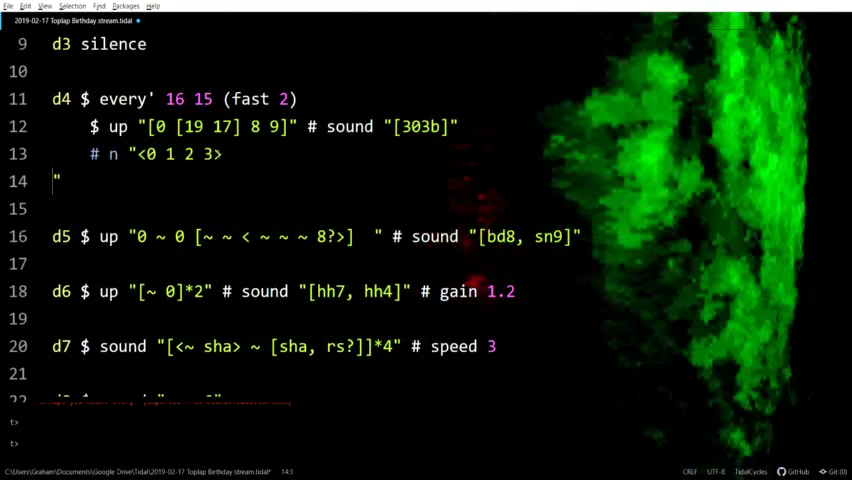 File Edit View Selection Find Packages Help
2019-02-17 Toplap Birthday stream.tidal
9 d3 silence
10
11 d4 $ every' 16 15 (fast 2)
12 $ up "[0 [19 17] 8 9]" # sound "[303b]"
13 # n "<0 1 2 3>
14 "
15
16 d5 $ up "0 ~ 0 [~ ~ < ~ ~ ~ 8?>] " # sound "[bd8, sn9]"
17
18 d6 $ up "[~ 0]*2" # sound "[hh7, hh4]" # gain 1.2
19
20 d7 $ sound "[<~ sha> ~ [sha, rs?]]*4" # speed 3
21
22
t>
t>
C:\Users\Graham\Documents\Google Drive\Tidal\2019-02-17 Toplap Birthday stream.tidal* 14:1 CRLF UTF-8 TidalCycles GitHub Git (0)